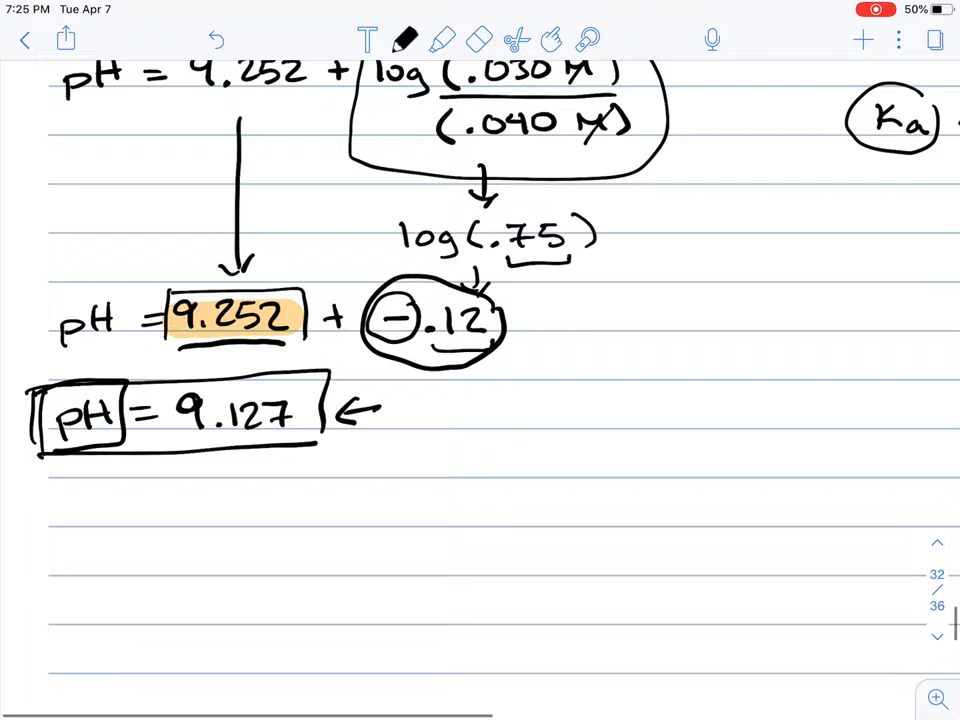 7:25 PM Tue Apr 7
50%
T
pH = 9.252 + log (.030 M)
(.040 M)
Ka
log(.75)
pH = 9.252 + -.12
pH = 9.127 ←
32
/
36